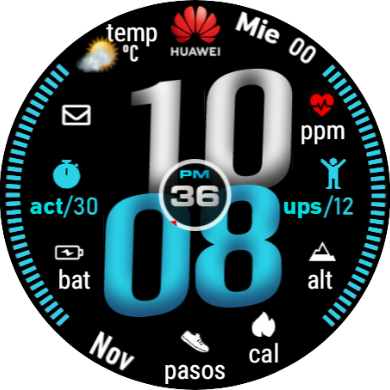 temp
°C
HUAWEI
Mie 00
10
ppm
PM
36
act/30
08
ups/12
bat
alt
Nov
pasos
cal